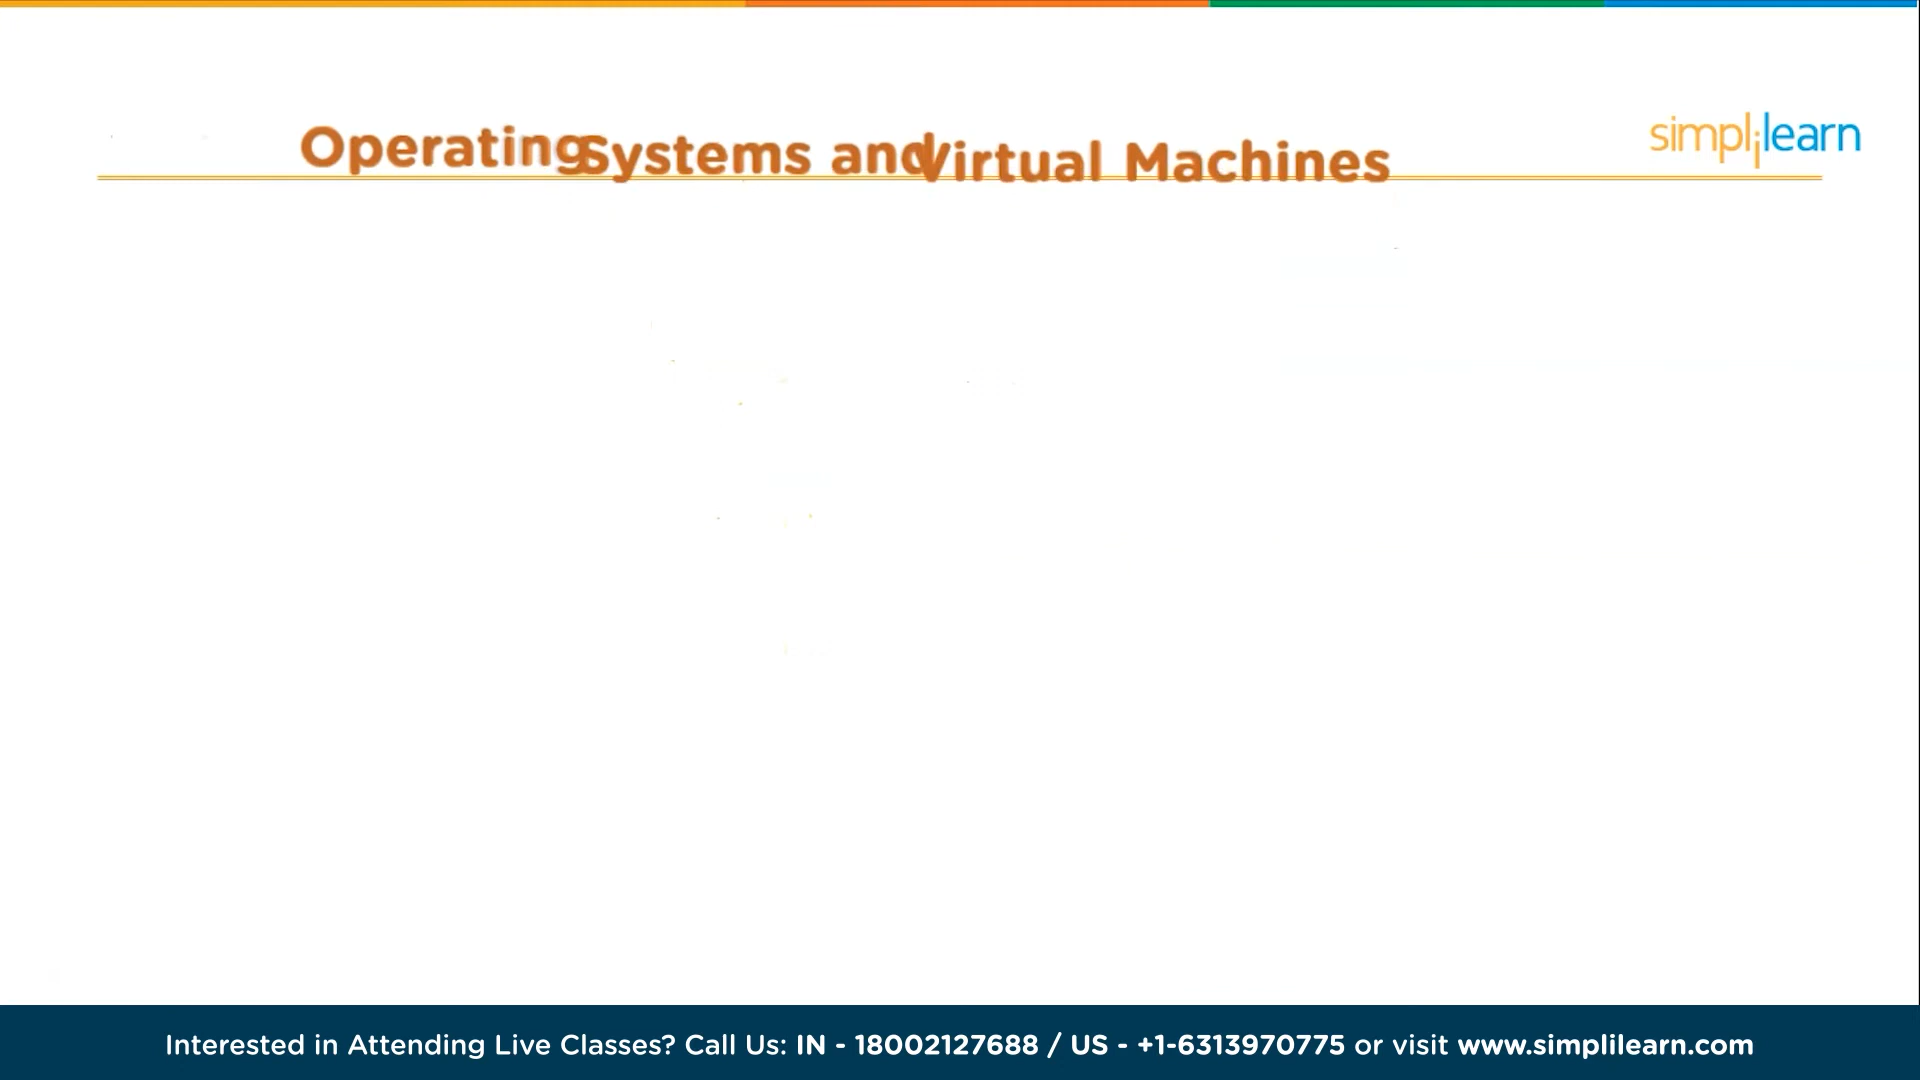 Operating Systems and Virtual Machines
simplilearn
Interested in Attending Live Classes? Call Us: IN - 18002127688 / US - +1-6313970775 or visit www.simplilearn.com